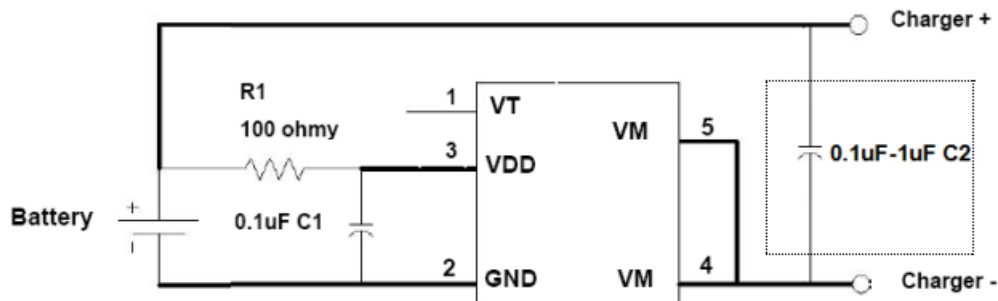 Charger +
R1
100 ohmy
1
VT
VM
5
3
VDD
0.1uF-1uF C2
Battery
+
0.1uF C1
2
GND
VM
4
Charger -